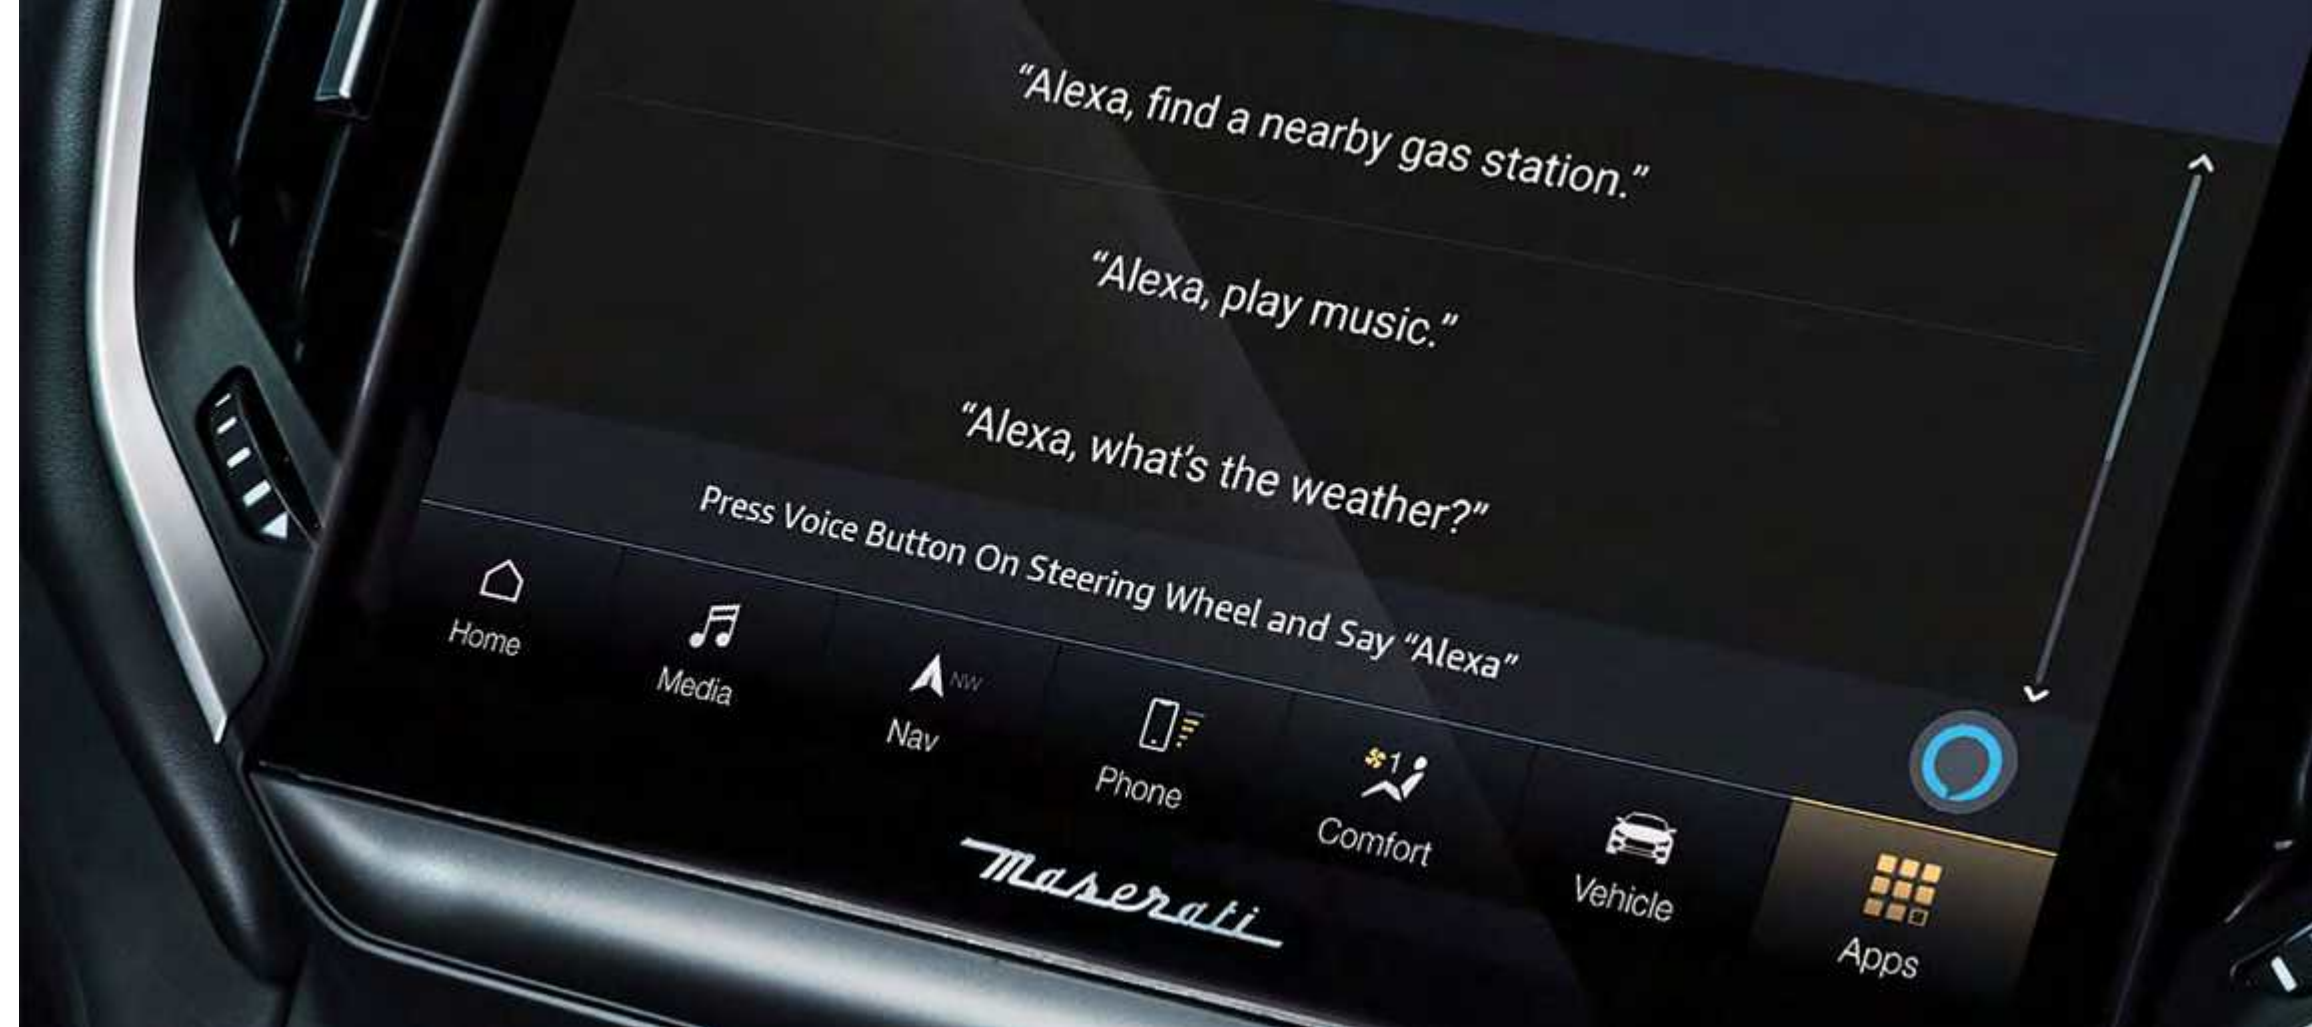 “Alexa, find a nearby gas station.”
“Alexa, play music.”
“Alexa, what’s the weather?”
Press Voice Button On Steering Wheel and Say “Alexa”
Home
Media
NW
Nav
Phone
1
Comfort
Vehicle
Apps
Maserati